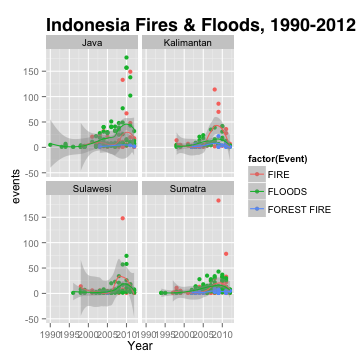 Indonesia Fires & Floods, 1990-2012
Java Kalimantan
150
100
50
0
-50
Sulawesi Sumatra
150
100
50
0
-50
events
1990 1995 2000 2005 2010 1990 1995 2000 2005 2010
Year
factor(Event)
FIRE
FLOODS
FOREST FIRE